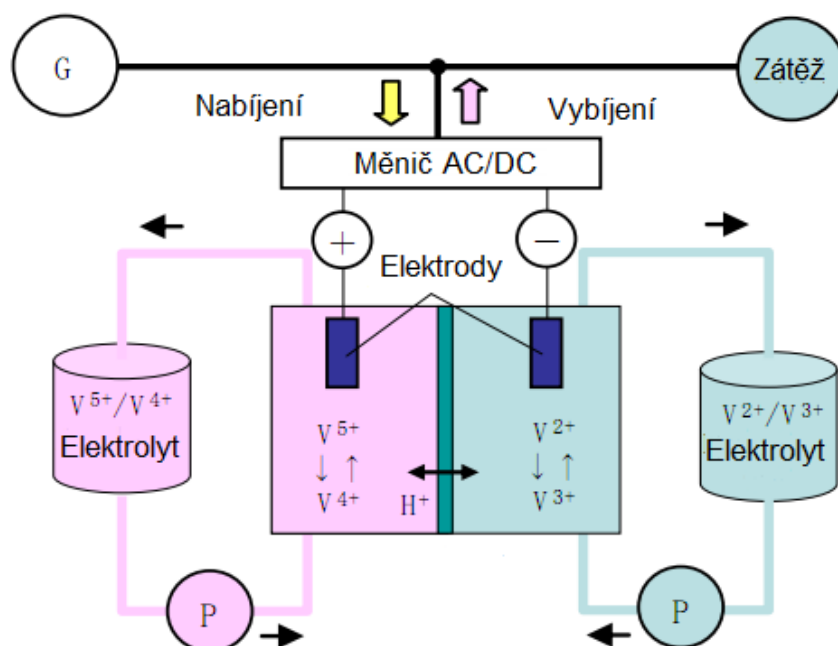 G
Zátěž
Nabíjení
Vybíjení
Měnič AC/DC
+
−
Elektrody
V⁵⁺/V⁴⁺
Elektrolyt
V⁵⁺
↓ ↑
V⁴⁺
H⁺
V²⁺
↓ ↑
V³⁺
V²⁺/V³⁺
Elektrolyt
P
P